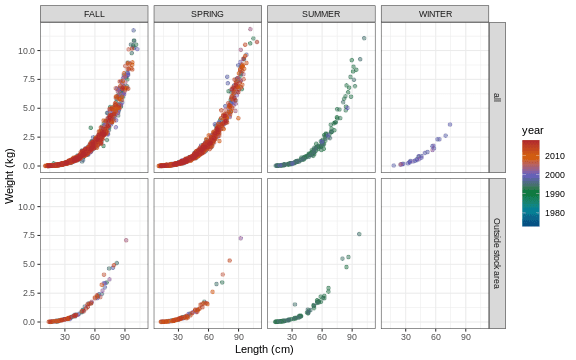 FALL SPRING SUMMER WINTER
10.0
7.5
5.0
2.5
0.0
all
10.0
7.5
5.0
2.5
0.0
Outside stock area
Weight (kg)
30 60 90 30 60 90 30 60 90 30 60 90
Length (cm)
year
2010
2000
1990
1980